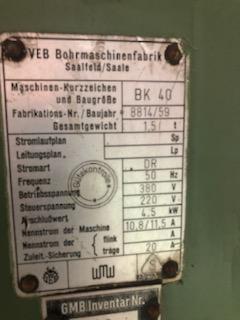 VEB Bohrmaschinenfabrik
Saalfeld/Saale
Maschinen-Kurzzeichen und Baugröße BK 40
Fabrikations-Nr./Baujahr 8814/59
Gesamtgewicht 1.5 t
Stromlaufplan Sp
Leitungsplan Lp
Stromart DR
Frequenz 50 Hz
Betriebsspannung 380 V
Steuerspannung 220 V
Anschlußwert 4.5 kW
Nennstrom der Maschine 10,8/11,5 A
Nennstrom der flink A
Zuleit.-Sicherung träge 20 A
Gütekontrolle
WMW
GMB Inventar Nr.